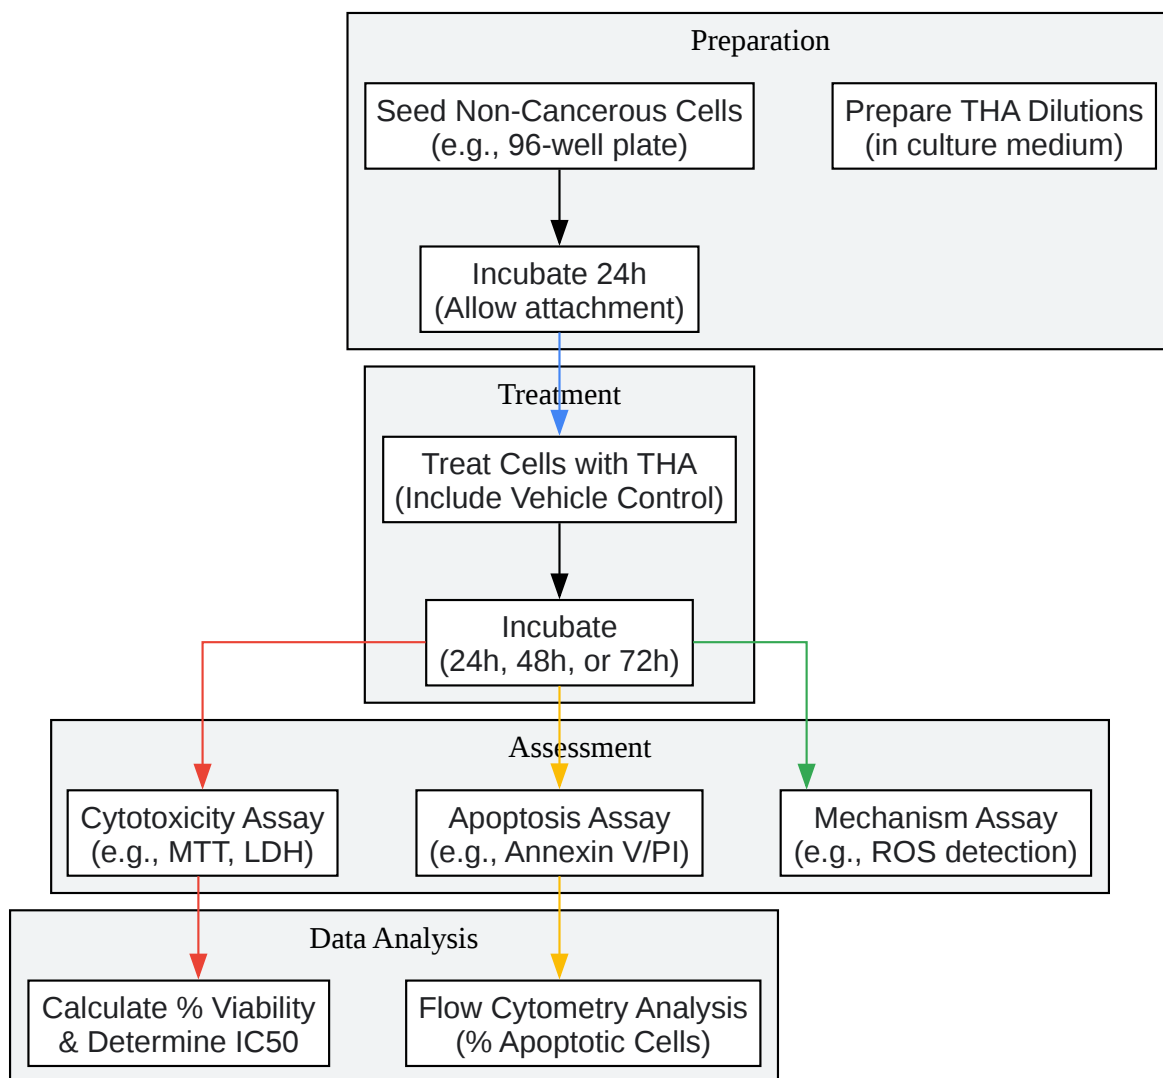 Preparation
Seed Non-Cancerous Cells
(e.g., 96-well plate)
Prepare THA Dilutions
(in culture medium)
Incubate 24h
(Allow attachment)
Treatment
Treat Cells with THA
(Include Vehicle Control)
Incubate
(24h, 48h, or 72h)
Assessment
Cytotoxicity Assay
(e.g., MTT, LDH)
Apoptosis Assay
(e.g., Annexin V/PI)
Mechanism Assay
(e.g., ROS detection)
Data Analysis
Calculate % Viability
& Determine IC50
Flow Cytometry Analysis
(% Apoptotic Cells)